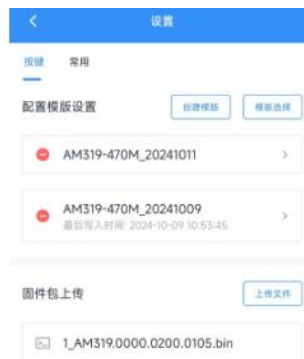 设置
按键 常用
配置模版设置 创建模版 模版选择
AM319-470M_20241011
AM319-470M_20241009
最后写入时间: 2024-10-09 10:53:45
固件包上传 上传文件
1_AM319.0000.0200.0105.bin